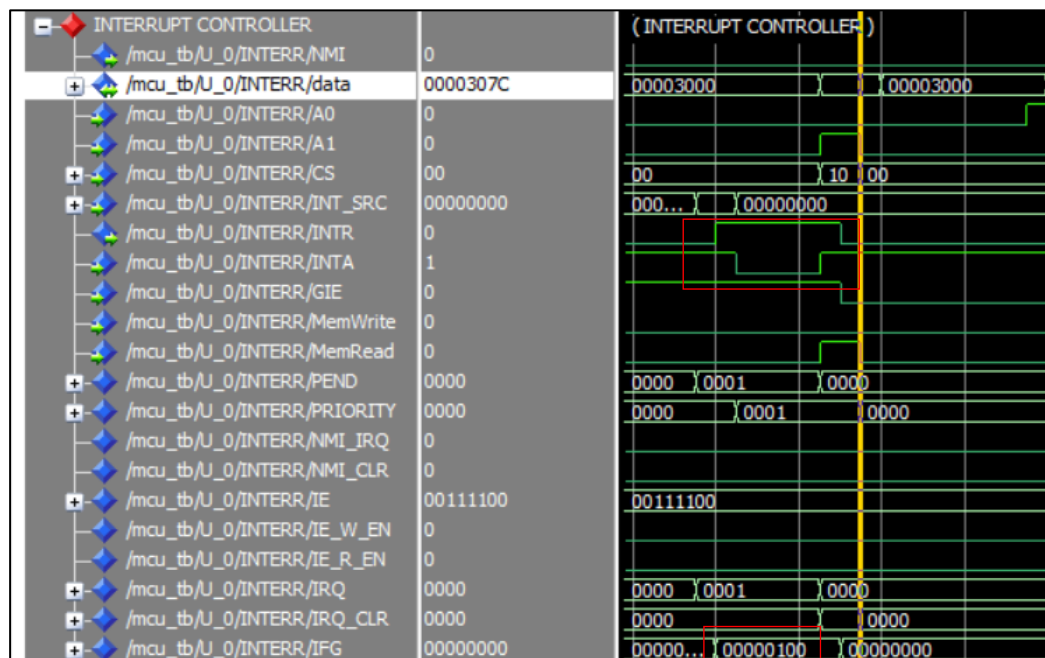 INTERRUPT CONTROLLER ( INTERRUPT CONTROLLER )
/mcu_tb/U_0/INTERR/NMI 0
/mcu_tb/U_0/INTERR/data 0000307C 00003000 00003000
/mcu_tb/U_0/INTERR/A0 0
/mcu_tb/U_0/INTERR/A1 0
/mcu_tb/U_0/INTERR/CS 00 00 10 00
/mcu_tb/U_0/INTERR/INT_SRC 00000000 000... 00000000
/mcu_tb/U_0/INTERR/INTR 0
/mcu_tb/U_0/INTERR/INTA 1
/mcu_tb/U_0/INTERR/GIE 0
/mcu_tb/U_0/INTERR/MemWrite 0
/mcu_tb/U_0/INTERR/MemRead 0
/mcu_tb/U_0/INTERR/PEND 0000 0000 0001 0000
/mcu_tb/U_0/INTERR/PRIORITY 0000 0000 0001 0000
/mcu_tb/U_0/INTERR/NMI_IRQ 0
/mcu_tb/U_0/INTERR/NMI_CLR 0
/mcu_tb/U_0/INTERR/IE 00111100 00111100
/mcu_tb/U_0/INTERR/IE_W_EN 0
/mcu_tb/U_0/INTERR/IE_R_EN 0
/mcu_tb/U_0/INTERR/IRQ 0000 0000 0001 0000
/mcu_tb/U_0/INTERR/IRQ_CLR 0000 0000 0000
/mcu_tb/U_0/INTERR/IFG 00000000 00000... 00000100 00000000